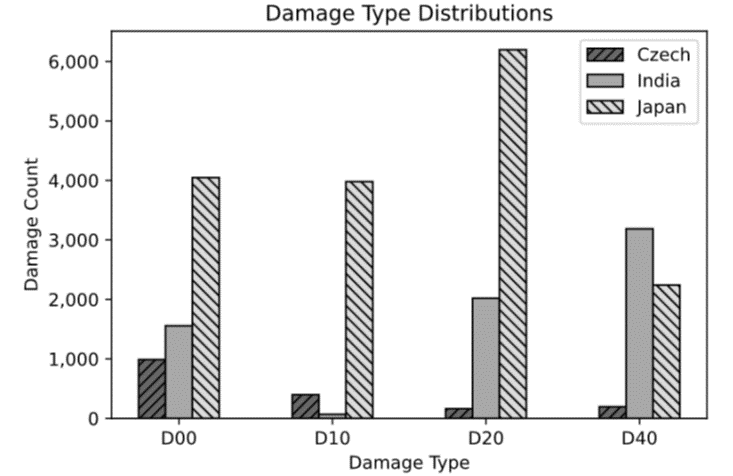 Damage Type Distributions
Czech
India
Japan
Damage Count
6,000
5,000
4,000
3,000
2,000
1,000
0
D00 D10 D20 D40
Damage Type